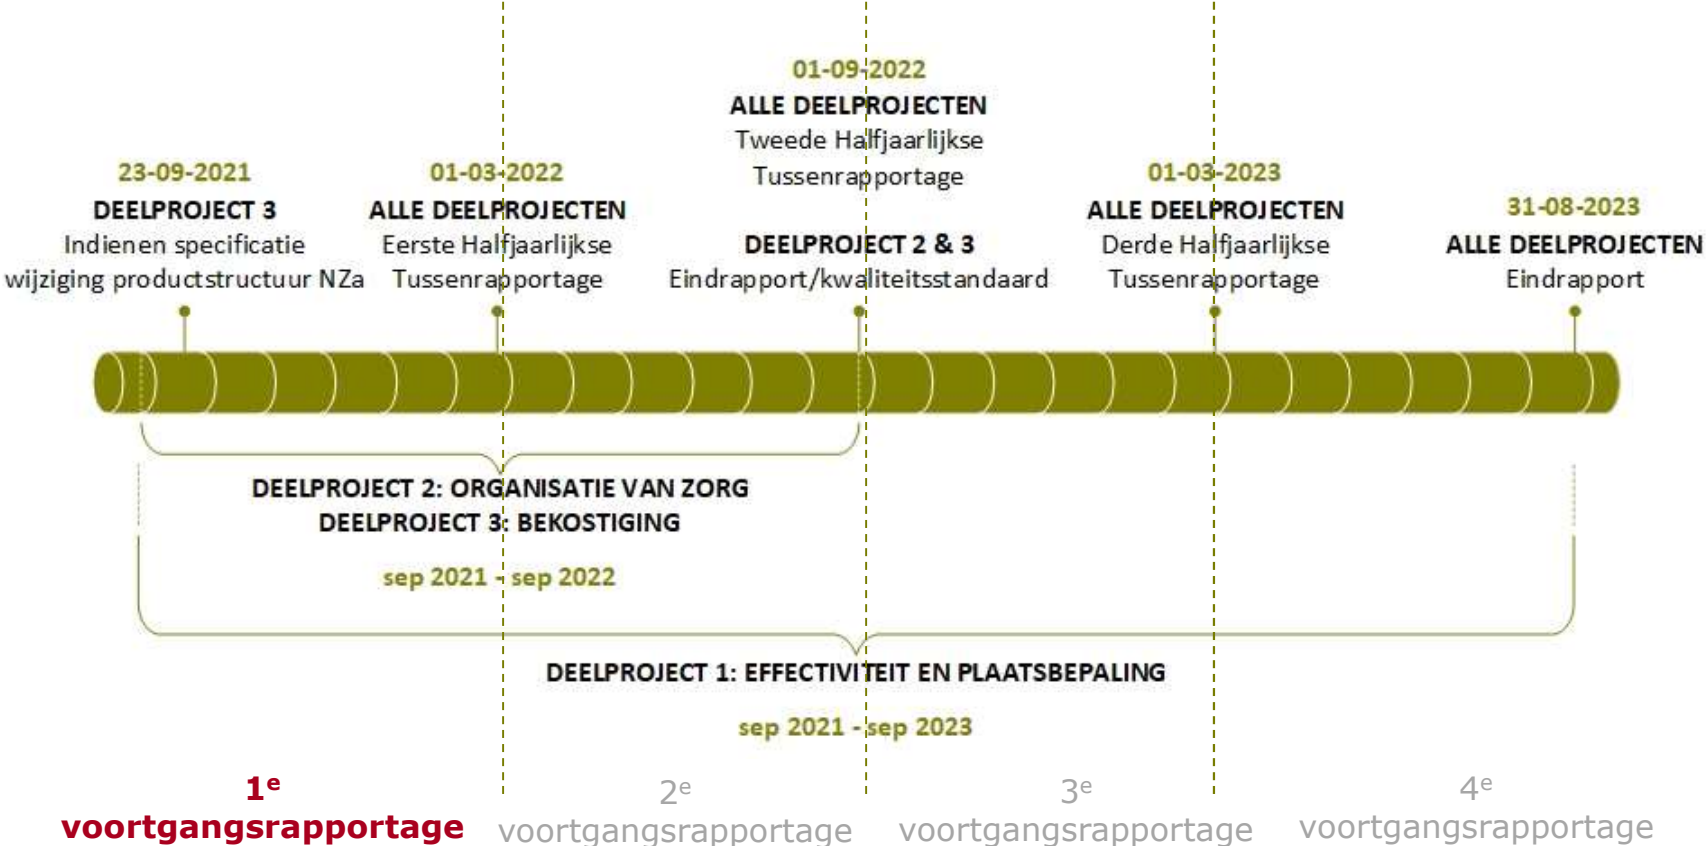 23-09-2021
DEELPROJECT 3
Indienen specificatie
wijziging productstructuur NZa
01-03-2022
ALLE DEELPROJECTEN
Eerste Halfjaarlijkse
Tussenrapportage
01-09-2022
ALLE DEELPROJECTEN
Tweede Halfjaarlijkse
Tussenrapportage
DEELPROJECT 2 & 3
Eindrapport/kwaliteitsstandaard
01-03-2023
ALLE DEELPROJECTEN
Derde Halfjaarlijkse
Tussenrapportage
31-08-2023
ALLE DEELPROJECTEN
Eindrapport
DEELPROJECT 2: ORGANISATIE VAN ZORG
DEELPROJECT 3: BEKOSTIGING
sep 2021 - sep 2022
DEELPROJECT 1: EFFECTIVITEIT EN PLAATSBEPALING
sep 2021 - sep 2023
1e
voortgangsrapportage
2e
voortgangsrapportage
3e
voortgangsrapportage
4e
voortgangsrapportage